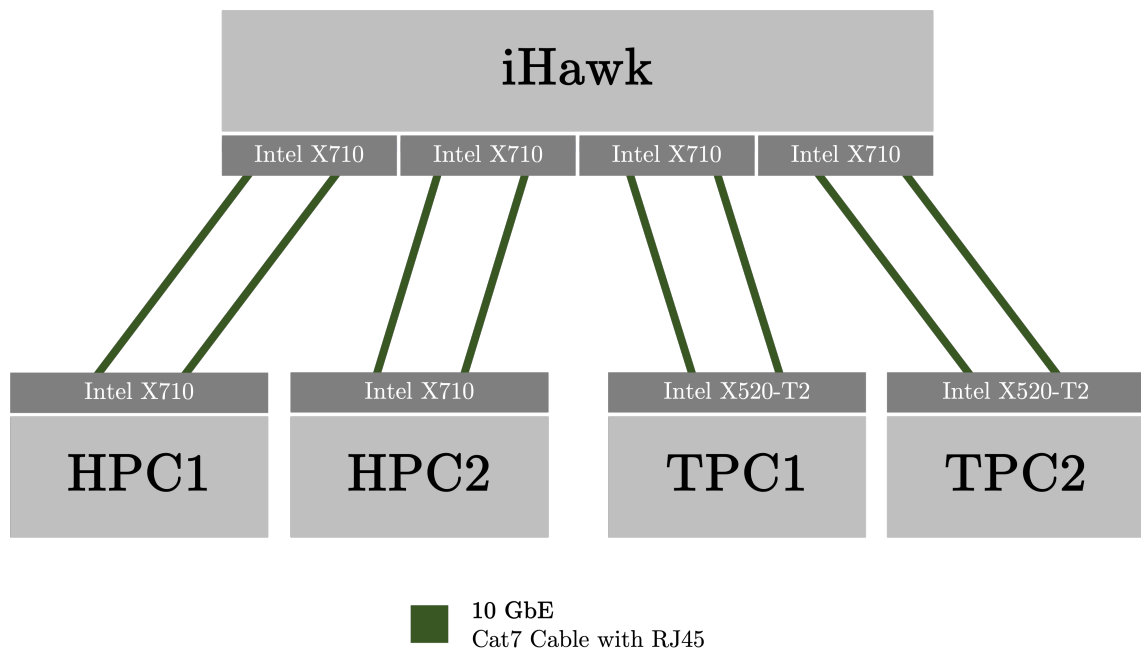 iHawk
Intel X710
Intel X710
Intel X710
Intel X710
Intel X710
Intel X710
Intel X520-T2
Intel X520-T2
HPC1
HPC2
TPC1
TPC2
10 GbE
Cat7 Cable with RJ45